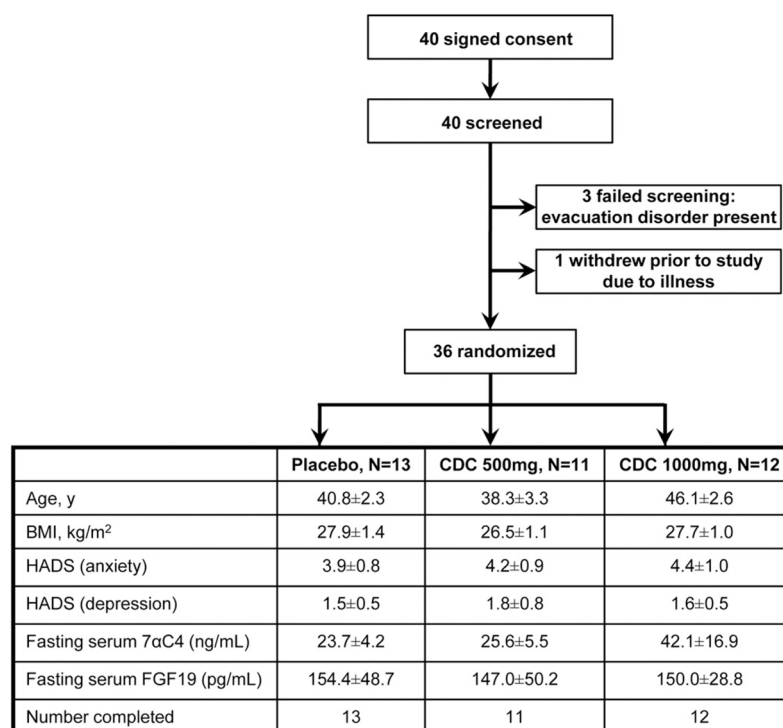 40 signed consent
40 screened
3 failed screening:
evacuation disorder present
1 withdrew prior to study
due to illness
36 randomized
Placebo, N=13 CDC 500mg, N=11 CDC 1000mg, N=12
Age, y 40.8±2.3 38.3±3.3 46.1±2.6
BMI, kg/m² 27.9±1.4 26.5±1.1 27.7±1.0
HADS (anxiety) 3.9±0.8 4.2±0.9 4.4±1.0
HADS (depression) 1.5±0.5 1.8±0.8 1.6±0.5
Fasting serum 7αC4 (ng/mL) 23.7±4.2 25.6±5.5 42.1±16.9
Fasting serum FGF19 (pg/mL) 154.4±48.7 147.0±50.2 150.0±28.8
Number completed 13 11 12